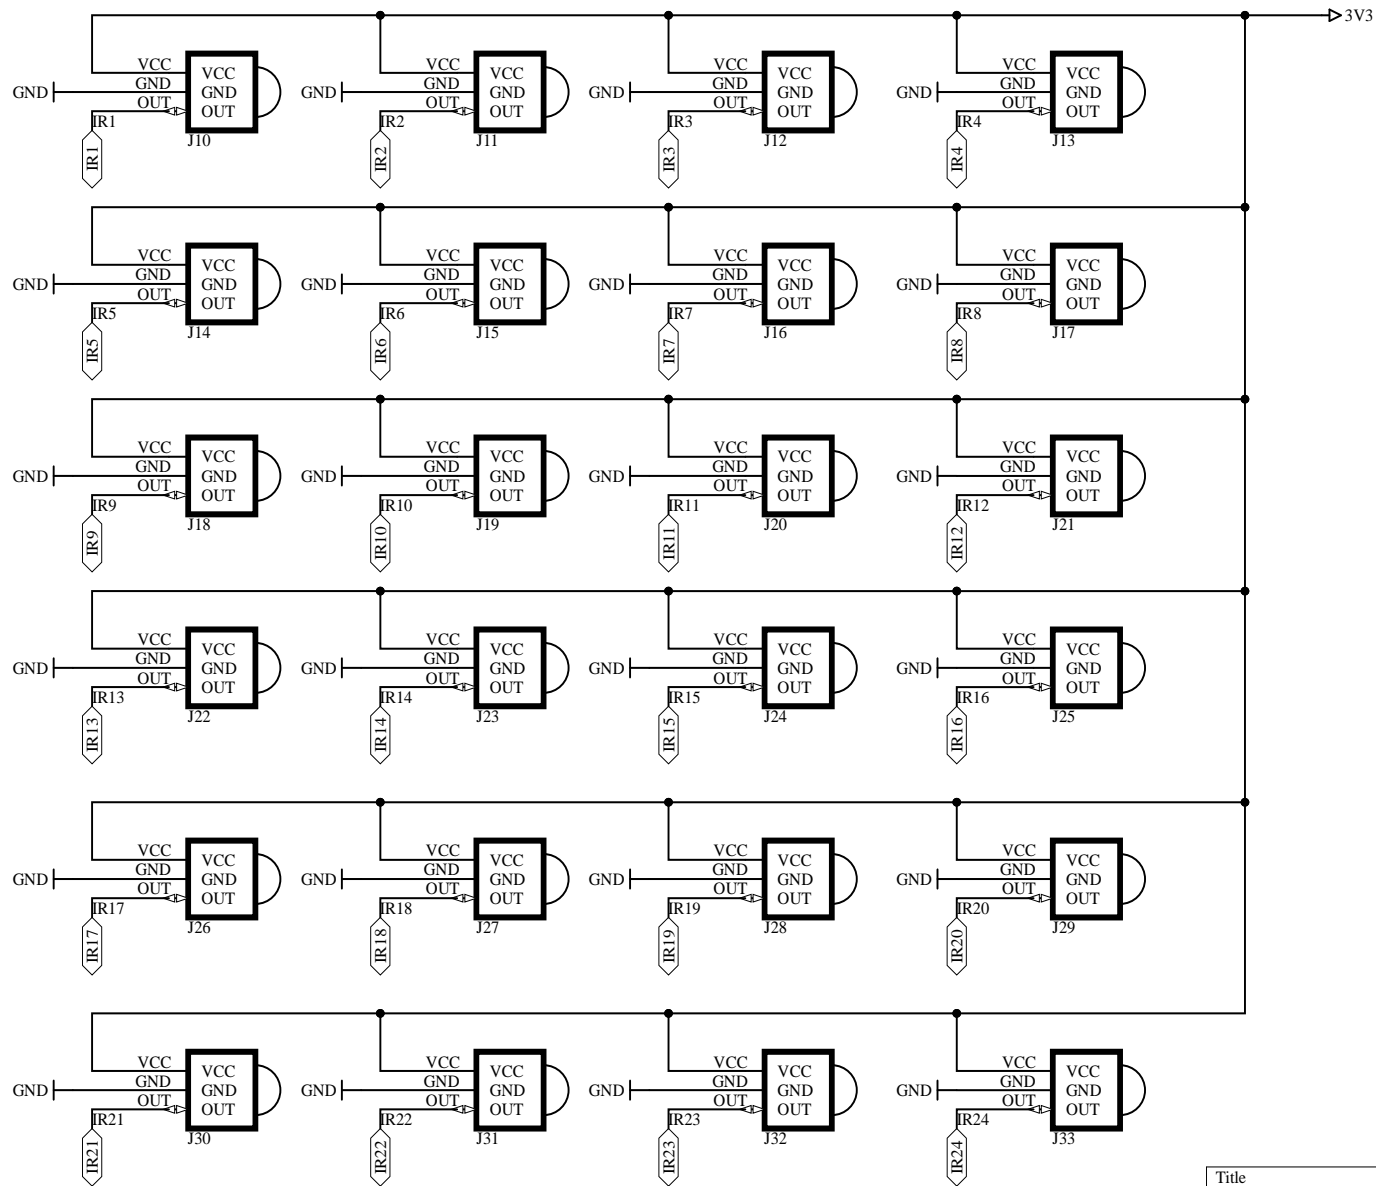 3V3
VCC VCC VCC VCC VCC VCC VCC VCC
GND GND GND GND GND GND GND GND GND GND GND GND
OUT OUT OUT OUT OUT OUT OUT OUT
IR1 IR2 IR3 IR4
J10 J11 J12 J13
IR1 IR2 IR3 IR4
VCC VCC VCC VCC VCC VCC VCC VCC
GND GND GND GND GND GND GND GND GND GND GND GND
OUT OUT OUT OUT OUT OUT OUT OUT
IR5 IR6 IR7 IR8
J14 J15 J16 J17
IR5 IR6 IR7 IR8
VCC VCC VCC VCC VCC VCC VCC VCC
GND GND GND GND GND GND GND GND GND GND GND GND
OUT OUT OUT OUT OUT OUT OUT OUT
IR9 IR10 IR11 IR12
J18 J19 J20 J21
IR9 IR10 IR11 IR12
VCC VCC VCC VCC VCC VCC VCC VCC
GND GND GND GND GND GND GND GND GND GND GND GND
OUT OUT OUT OUT OUT OUT OUT OUT
IR13 IR14 IR15 IR16
J22 J23 J24 J25
IR13 IR14 IR15 IR16
VCC VCC VCC VCC VCC VCC VCC VCC
GND GND GND GND GND GND GND GND GND GND GND GND
OUT OUT OUT OUT OUT OUT OUT OUT
IR17 IR18 IR19 IR20
J26 J27 J28 J29
IR17 IR18 IR19 IR20
VCC VCC VCC VCC VCC VCC VCC VCC
GND GND GND GND GND GND GND GND GND GND GND GND
OUT OUT OUT OUT OUT OUT OUT OUT
IR21 IR22 IR23 IR24
J30 J31 J32 J33
IR21 IR22 IR23 IR24
Title